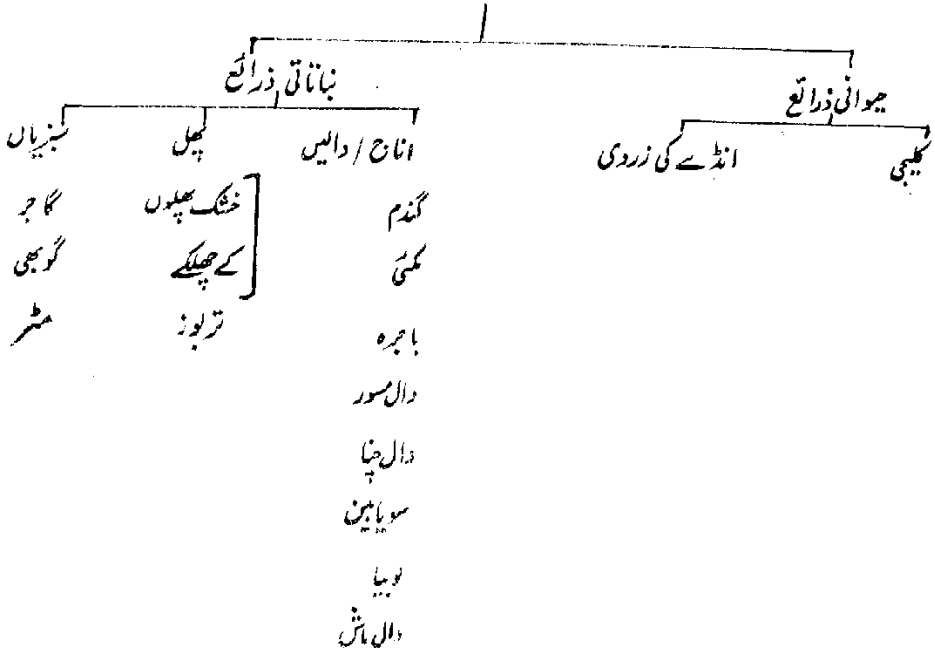 حیوانی ذرائع
نباتاتی ذرائع
کلیجی
انڈے کی زردی
اناج / دالیں
پھل
سبزیاں
گندم
خشک پھلوں
گاجر
مکئی
کے چھلکے
گوبھی
باجرہ
تربوز
مٹر
دال مسور
دال چنا
سویابین
لوبیا
دال ماش